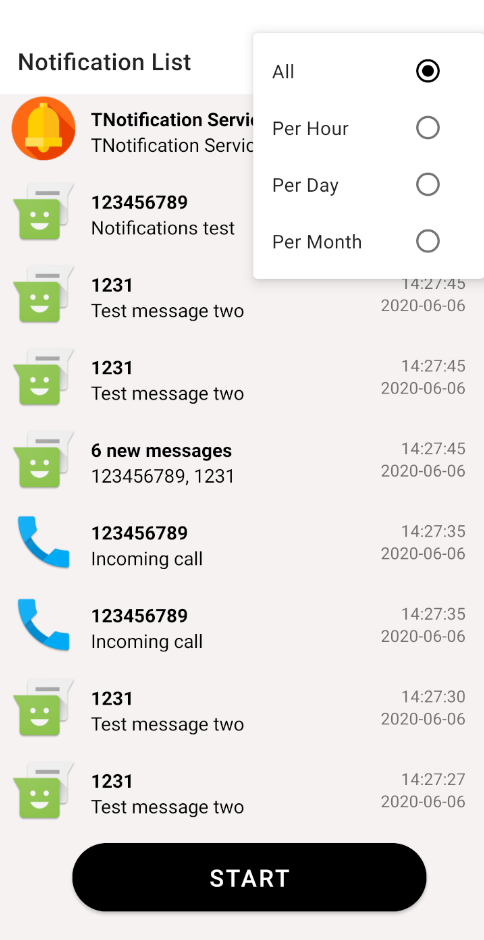 Notification List
All
Per Hour
Per Day
Per Month
TNotification
TNotification
123456789
Notifications test
1231
Test message two
14:27:45
2020-06-06
1231
Test message two
14:27:45
2020-06-06
6 new messages
123456789, 1231
14:27:45
2020-06-06
123456789
Incoming call
14:27:35
2020-06-06
123456789
Incoming call
14:27:35
2020-06-06
1231
Test message two
14:27:30
2020-06-06
1231
Test message two
14:27:27
2020-06-06
START